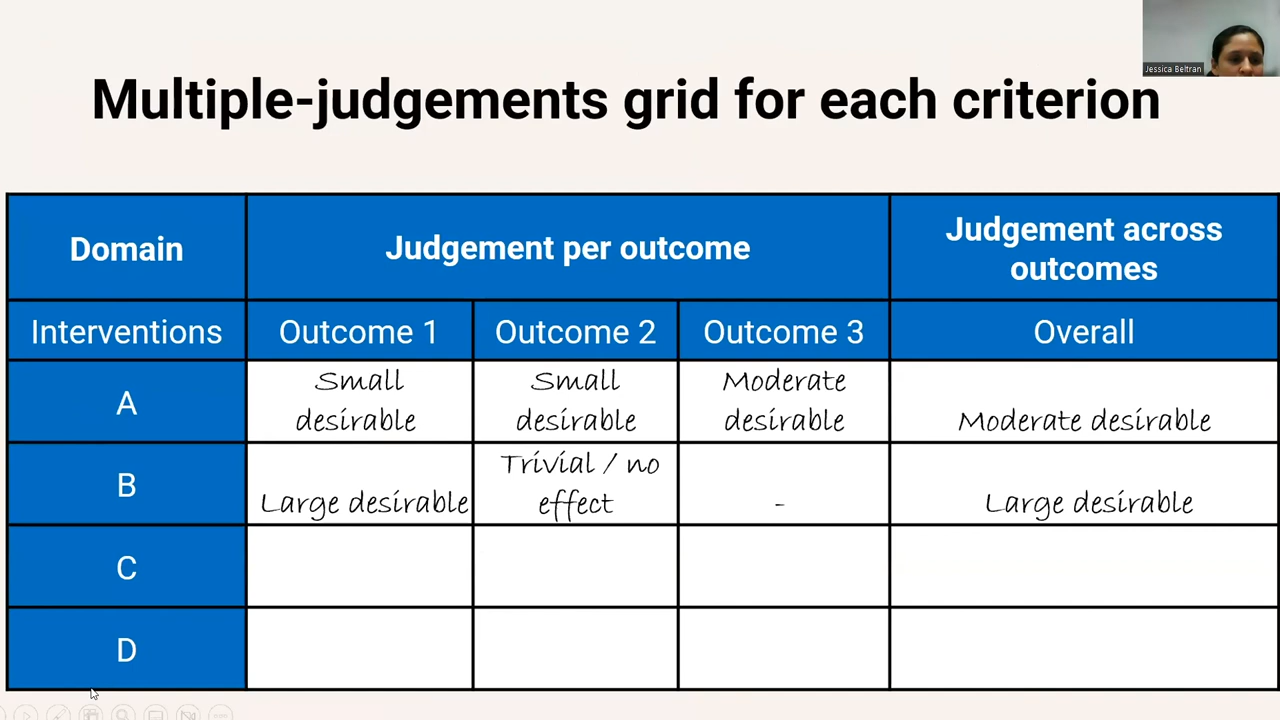 Jessica Beltran
Multiple-judgements grid for each criterion
Domain
Judgement per outcome
Judgement across
outcomes
Interventions
Outcome 1
Outcome 2
Outcome 3
Overall
A
Small
desirable
Small
desirable
Moderate
desirable
Moderate desirable
B
Large desirable
Trivial / no
effect
-
Large desirable
C
D